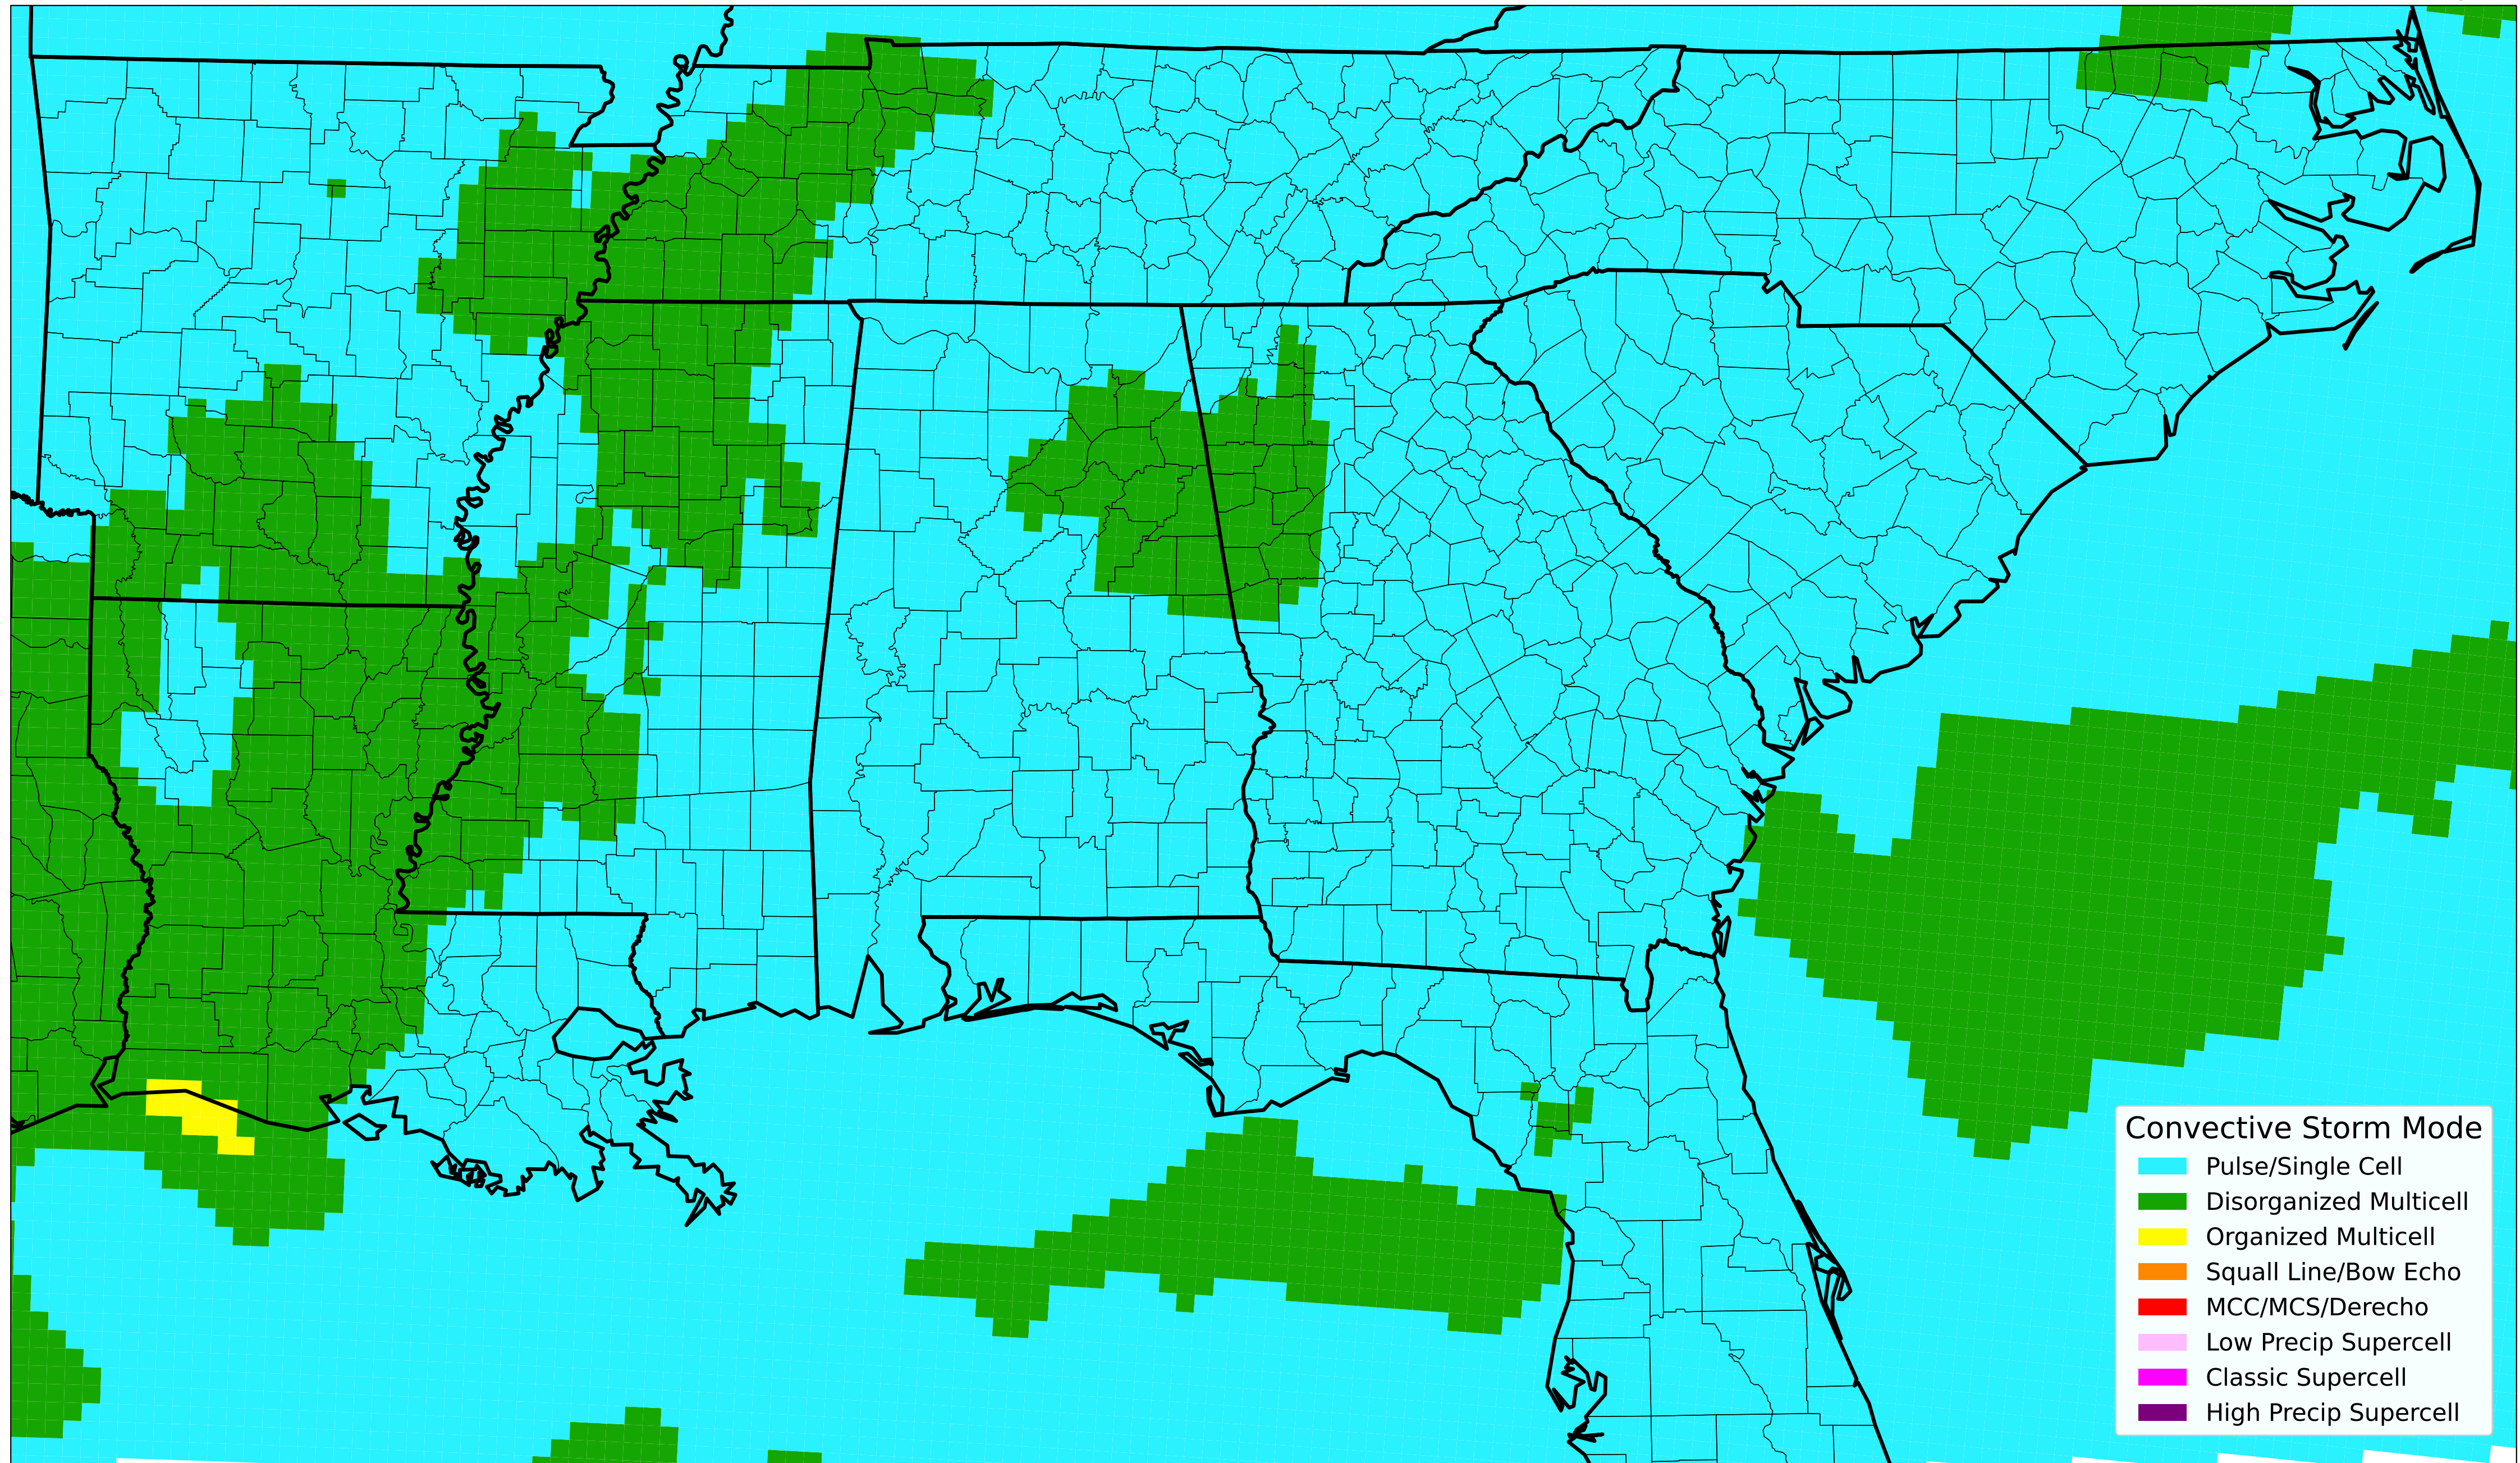 Convective Storm Mode
Pulse/Single Cell
Disorganized Multicell
Organized Multicell
Squall Line/Bow Echo
MCC/MCS/Derecho
Low Precip Supercell
Classic Supercell
High Precip Supercell